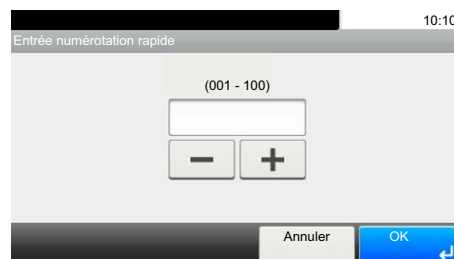 10:10
Entrée numérotation rapide
(001 - 100)
Annuler
OK